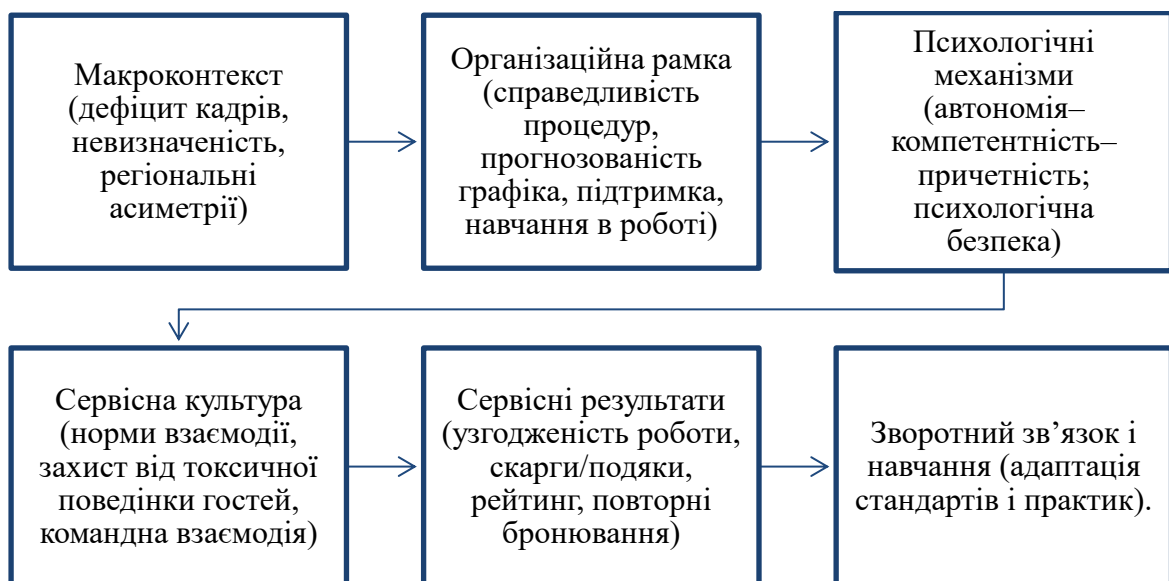 Макроконтекст
(дефіцит кадрів,
невизначеність,
регіональні
асиметрії)
Організаційна рамка
(справедливість
процедур,
прогнозованість
графіка, підтримка,
навчання в роботі)
Психологічні
механізми
(автономія–
компетентність–
причетність;
психологічна
безпека)
Сервісна культура
(норми взаємодії,
захист від токсичної
поведінки гостей,
командна взаємодія)
Сервісні результати
(узгодженість роботи,
скарги/подяки,
рейтинг, повторні
бронювання)
Зворотний зв’язок і
навчання (адаптація
стандартів і практик).